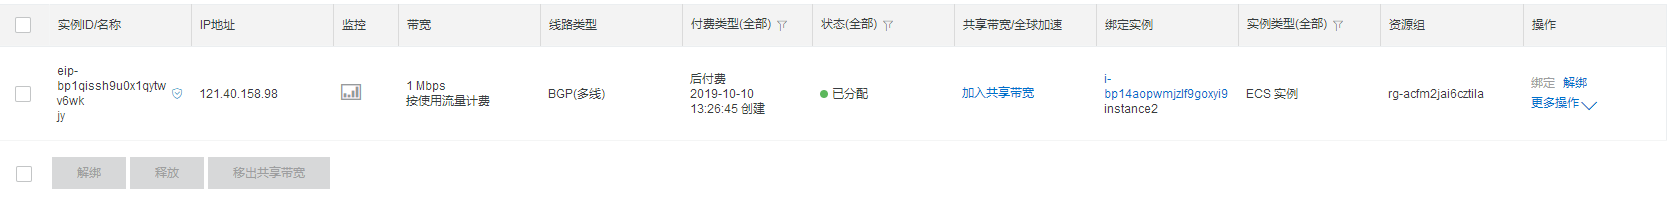 实例ID/名称 IP地址 监控 带宽 线路类型 付费类型(全部) 状态(全部) 共享带宽/全球加速 绑定实例 实例类型(全部) 资源组 操作
eip-
bp1qissh9u0x1qytw
v6wk
jy
121.40.158.98
1 Mbps
按使用流量计费
BGP(多线)
后付费
2019-10-10
13:26:45 创建
已分配
加入共享带宽
i-
bp14aopwmjzlf9goxyi9
instance2
ECS 实例
rg-acfm2jai6cztila
绑定 解绑
更多操作
解绑 释放 移出共享带宽